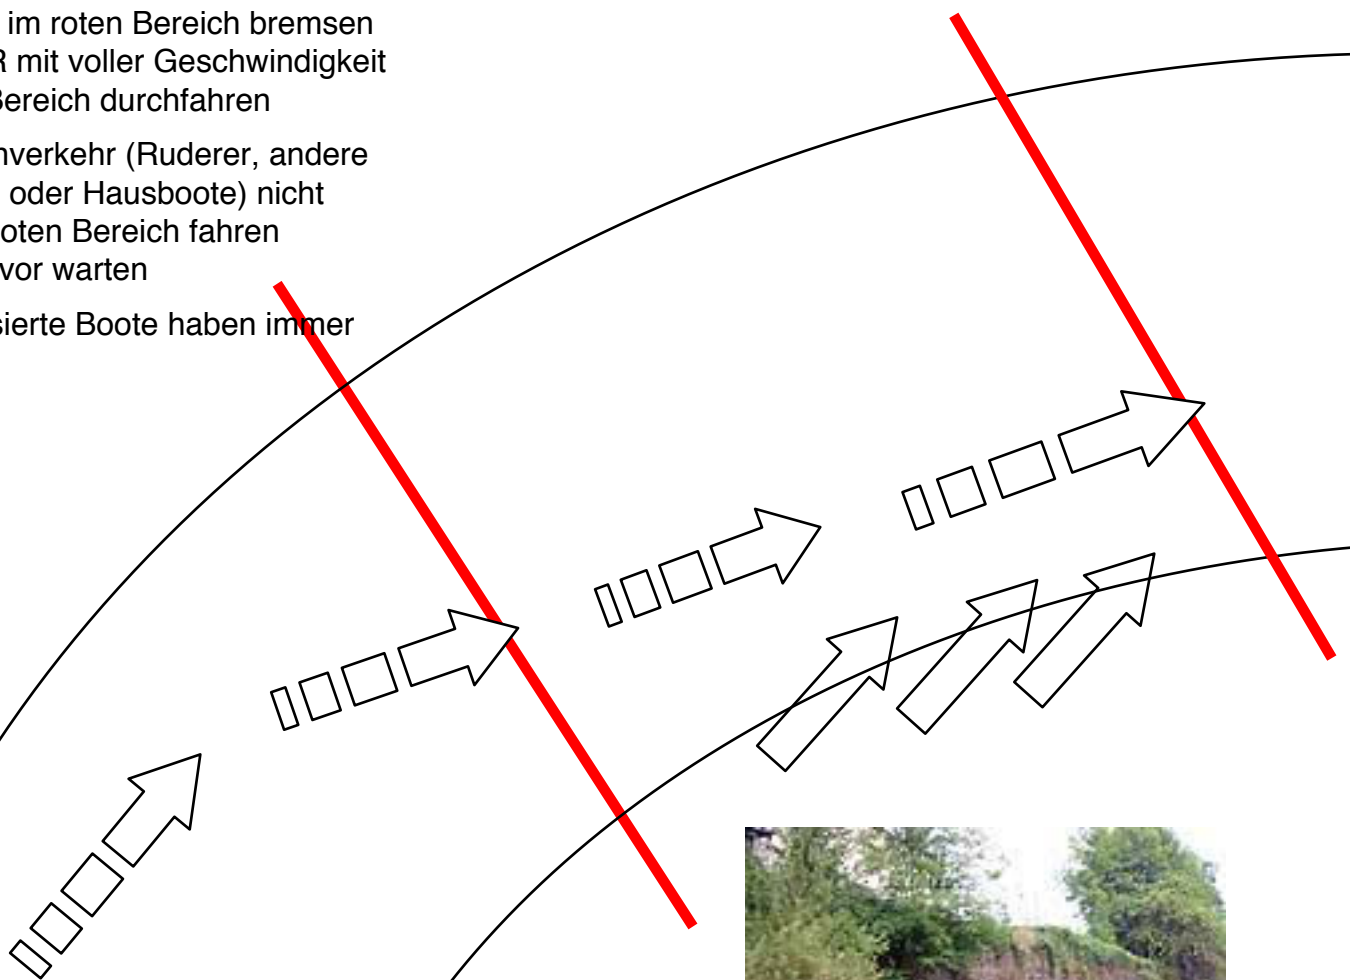 im roten Bereich bremsen
R mit voller Geschwindigkeit
Bereich durchfahren
nverkehr (Ruderer, andere
oder Hausboote) nicht
oten Bereich fahren
vor warten
sierte Boote haben immer